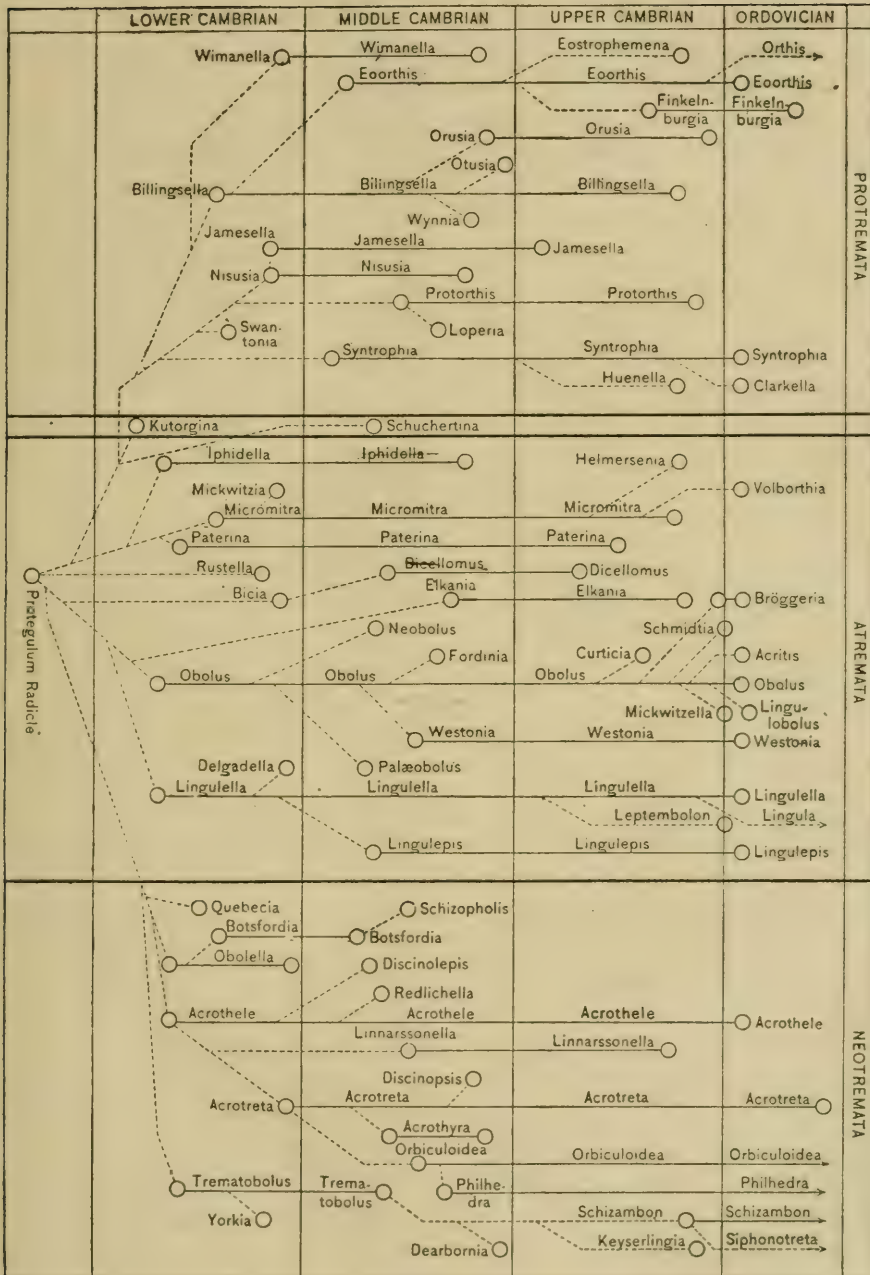 LOWER CAMBRIAN MIDDLE CAMBRIAN UPPER CAMBRIAN ORDOVICIAN
Wimanella Wimanella Eostrophemena Orthis
Eoorthis Eoorthis Eoorthis
Finkeln-
burgia
Finkeln-
burgia
Orusia Orusia
Otusia
Billingsella Billingsella Billingsella
Wynnia
Jamesella Jamesella Jamesella
Nisusia Nisusia
Protorthis Protorthis
Swan-
tonia
Loperia
Syntrophia Syntrophia Syntrophia
Huenella Clarkella
PROTREMATA
Kutorgina Schuchertina
Iphidella Iphidella Helmersenia
Mickwitzia Volborthia
Micromitra Micromitra Micromitra
Paterina Paterina Paterina
Rustella Dicellomus Dicellomus
Bicia Elkania Elkania Bröggeria
Protegulum Radicle
Neobolus Schmidtia
Fordinia Curticia Acritis
Obolus Obolus Obolus Obolus
Mickwitzella
Lingu-
lobolus
Westonia Westonia Westonia
Delgadella Palæobolus
Lingulella Lingulella Lingulella Lingulella
Leptembolon Lingula
Lingulepis Lingulepis Lingulepis
ATREMATA
Quebecia Schizopholis
Botsfordia Botsfordia
Obolella
Discinolepis
Redlichella
Acrothele Acrothele Acrothele Acrothele
Linnarssonella Linnarssonella
Discinopsis
Acrotreta Acrotreta Acrotreta Acrotreta
Acrothyra
Orbiculoidea Orbiculoidea Orbiculoidea
Trematobolus
Trema-
tobolus
Philhe-
dra
Philhedra
Yorkia Schizambon Schizambon
Dearbornia Keyserlingia Siphonotreta
NEOTREMATA